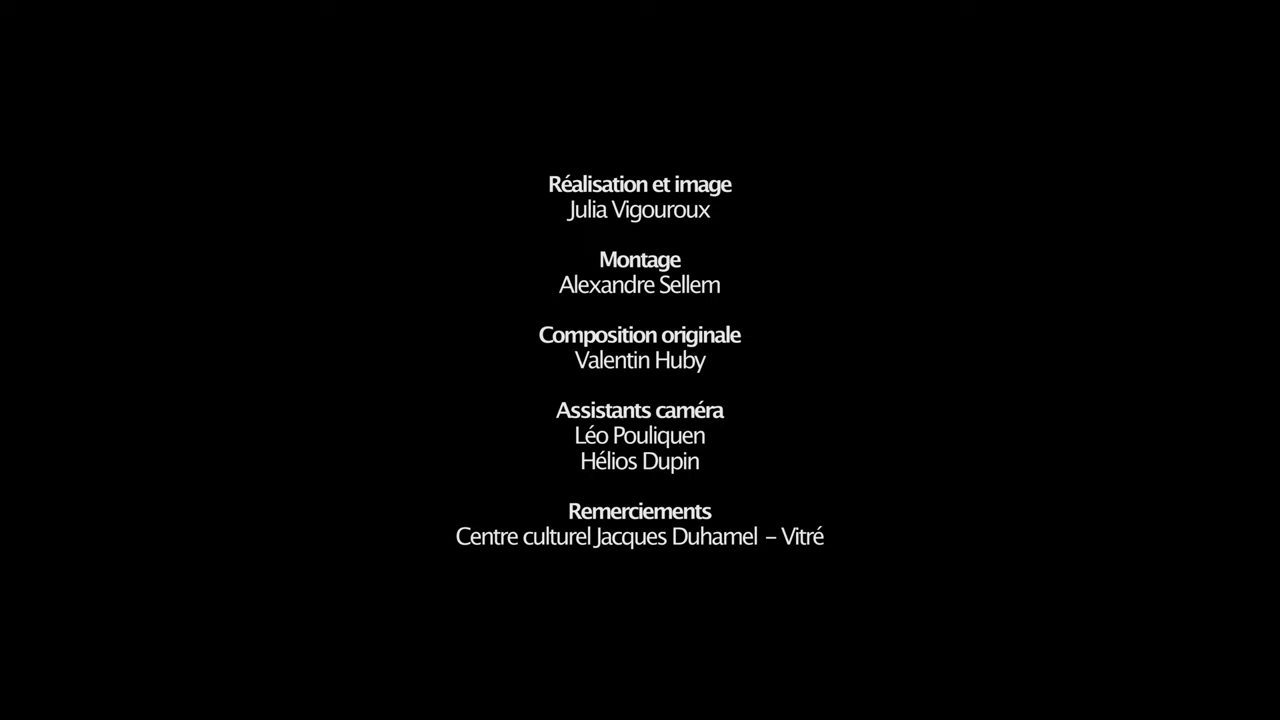 Réalisation et image
Julia Vigouroux
Montage
Alexandre Sellem
Composition originale
Valentin Huby
Assistants caméra
Léo Pouliquen
Hélios Dupin
Remerciements
Centre culturel Jacques Duhamel – Vitré